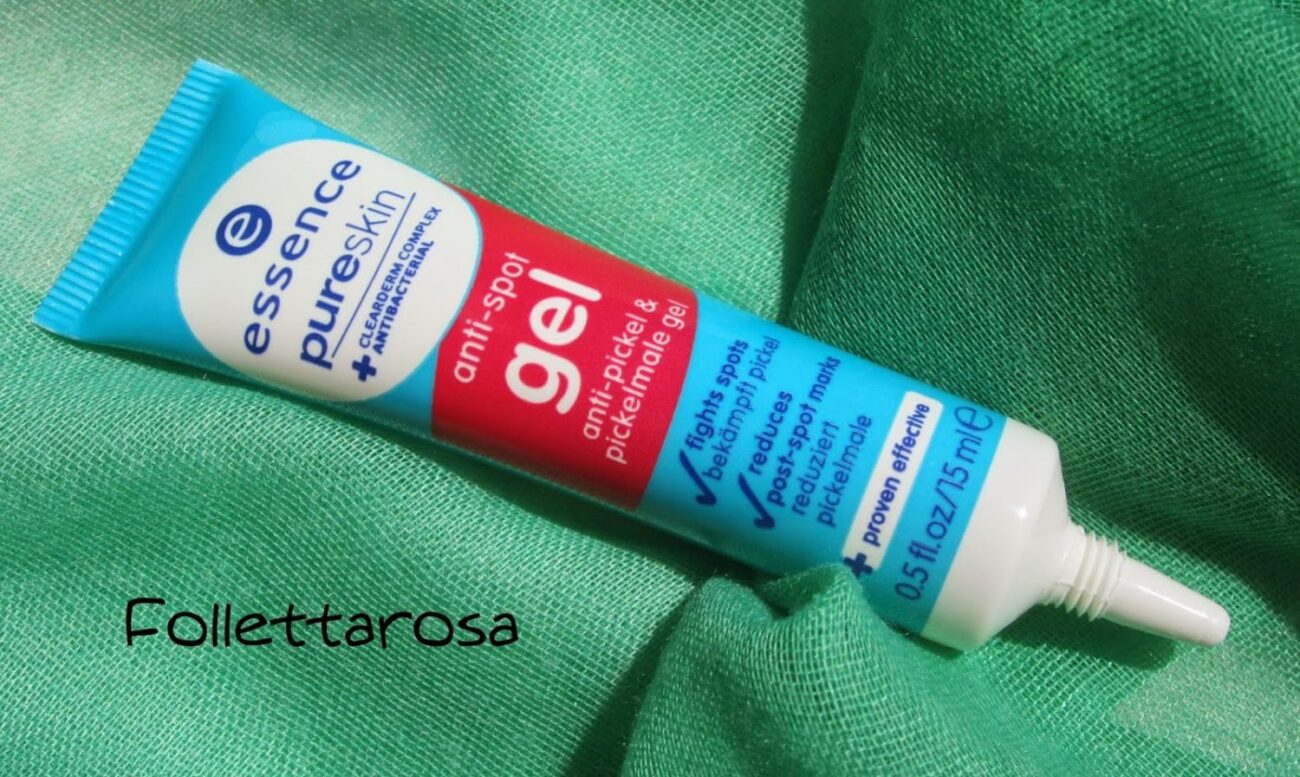 e
essence
pureskin
+ CLEARDERM COMPLEX
ANTIBACTERIAL
anti-spot
gel
anti-pickel &
pickelmale gel
✓ fights spots
bekämpft pickel
✓ reduces
post-spot marks
reduziert
pickelmale
+ proven effective
0.5 fl.oz/15 ml ℮
Follettarosa